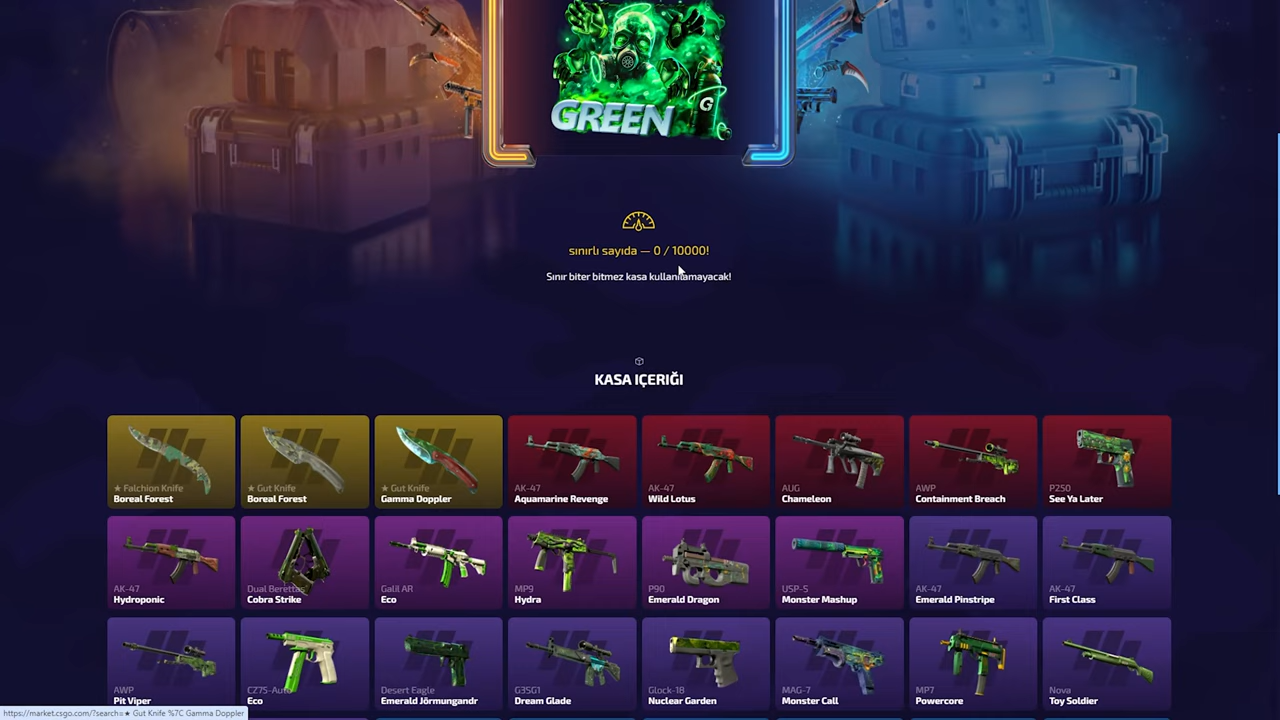 GREEN
G
sınırlı sayıda — 0 / 10000!
Sınır biter bitmez kasa kullanılamayacak!
KASA IÇERIĞI
★ Falchion Knife
Boreal Forest
★ Gut Knife
Boreal Forest
★ Gut Knife
Gamma Doppler
AK-47
Aquamarine Revenge
AK-47
Wild Lotus
AUG
Chameleon
AWP
Containment Breach
P250
See Ya Later
AK-47
Hydroponic
Dual Berettas
Cobra Strike
Galil AR
Eco
MP9
Hydra
P90
Emerald Dragon
USP-S
Monster Mashup
AK-47
Emerald Pinstripe
AK-47
First Class
AWP
Pit Viper
CZ75-Auto
Eco
Desert Eagle
Emerald Jörmungandr
G3SG1
Dream Glade
Glock-18
Nuclear Garden
MAG-7
Monster Call
MP7
Powercore
Nova
Toy Soldier
https://market.csgo.com/?search=★ Gut Knife %7C Gamma Doppler